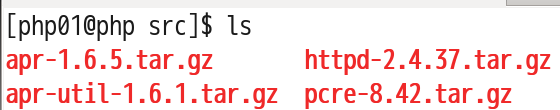 [php01@php src]$ ls
apr-1.6.5.tar.gz httpd-2.4.37.tar.gz
apr-util-1.6.1.tar.gz pcre-8.42.tar.gz